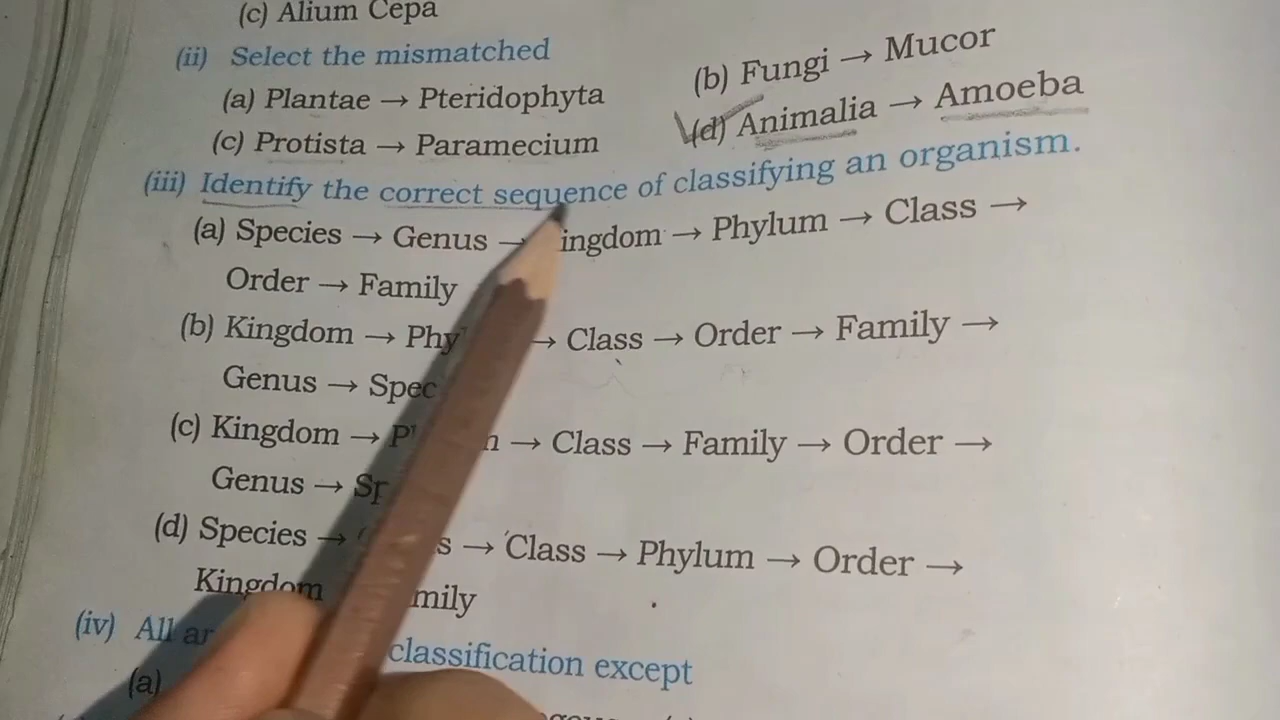 (c) Alium Cepa
(ii) Select the mismatched
(a) Plantae → Pteridophyta
(b) Fungi → Mucor
(c) Protista → Paramecium
(d) Animalia → Amoeba
(iii) Identify the correct sequence of classifying an organism.
(a) Species → Genus → ingdom → Phylum → Class →
Order → Family
(b) Kingdom → Phy → Class → Order → Family →
Genus → Spec
(c) Kingdom → → Class → Family → Order →
Genus →
(d) Species → → Class → Phylum → Order →
Kingdom mily
(iv) All ar classification except
(a)